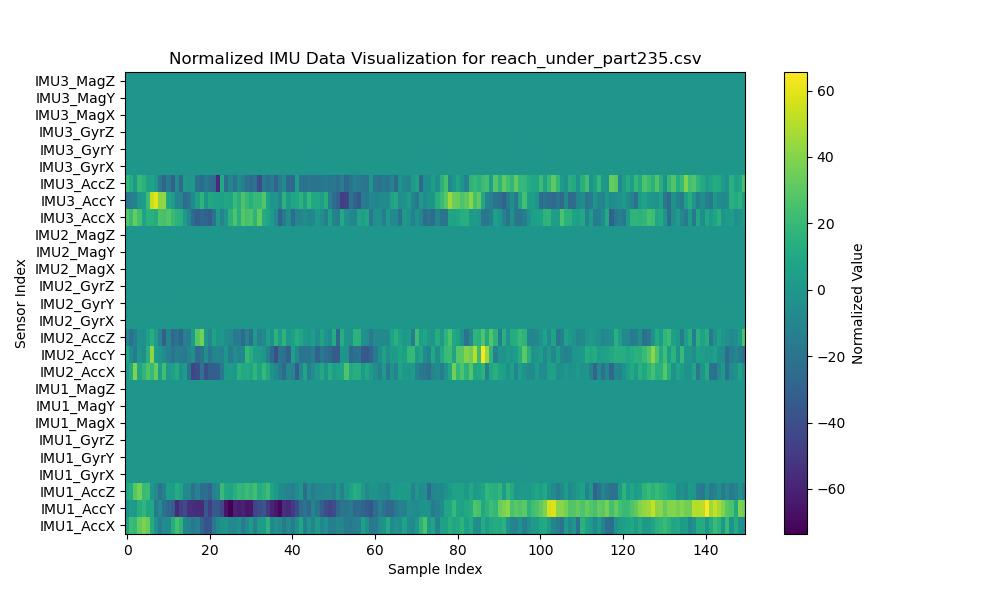 Normalized IMU Data Visualization for reach_under_part235.csv
IMU3_MagZ
IMU3_MagY
IMU3_MagX
IMU3_GyrZ
IMU3_GyrY
IMU3_GyrX
IMU3_AccZ
IMU3_AccY
IMU3_AccX
IMU2_MagZ
IMU2_MagY
IMU2_MagX
IMU2_GyrZ
IMU2_GyrY
IMU2_GyrX
IMU2_AccZ
IMU2_AccY
IMU2_AccX
IMU1_MagZ
IMU1_MagY
IMU1_MagX
IMU1_GyrZ
IMU1_GyrY
IMU1_GyrX
IMU1_AccZ
IMU1_AccY
IMU1_AccX
Sensor Index
0 20 40 60 80 100 120 140
Sample Index
60
40
20
0
−20
−40
−60
Normalized Value